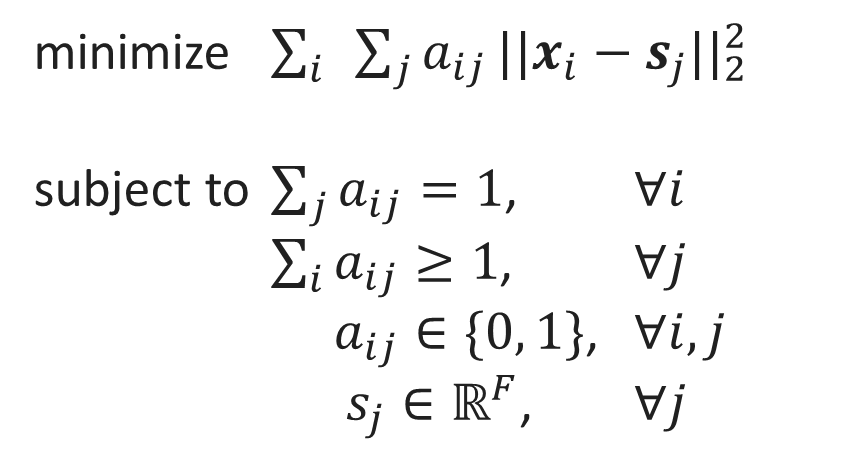 minimize ∑ᵢ ∑ⱼ aᵢⱼ ||𝒙ᵢ − 𝒔ⱼ||₂²
subject to ∑ⱼ aᵢⱼ = 1, ∀i
∑ᵢ aᵢⱼ ≥ 1, ∀j
aᵢⱼ ∈ {0, 1}, ∀i, j
sⱼ ∈ ℝ^F, ∀j